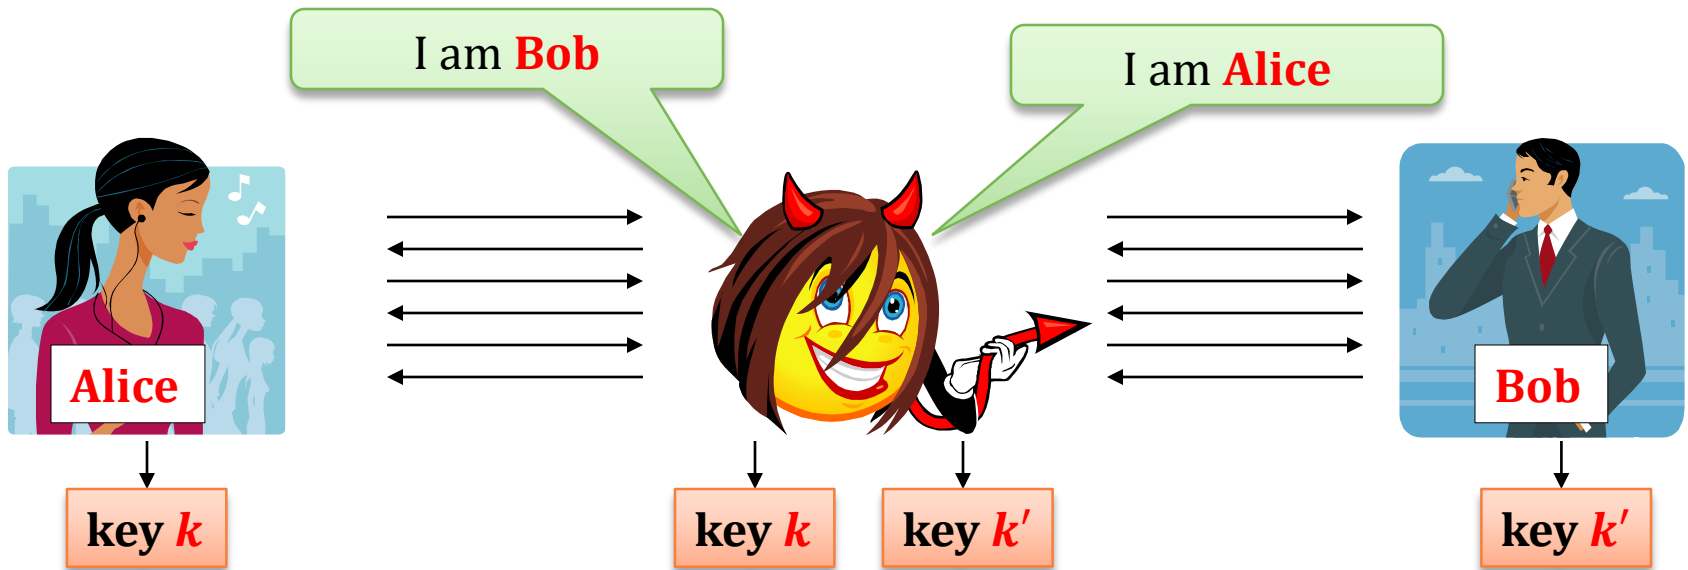 I am Bob
I am Alice
Alice
Bob
key k
key k
key k′
key k′